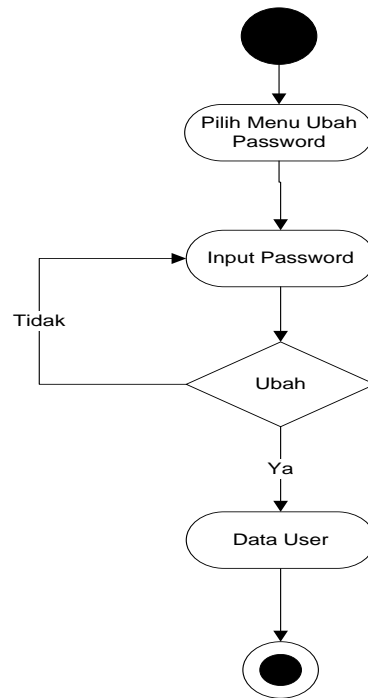 Pilih Menu Ubah
Password
Input Password
Tidak
Ubah
Ya
Data User